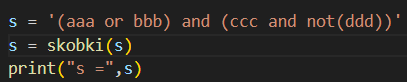 s = '(aaa or bbb) and (ccc and not(ddd))'
s = skobki(s)
print("s =",s)